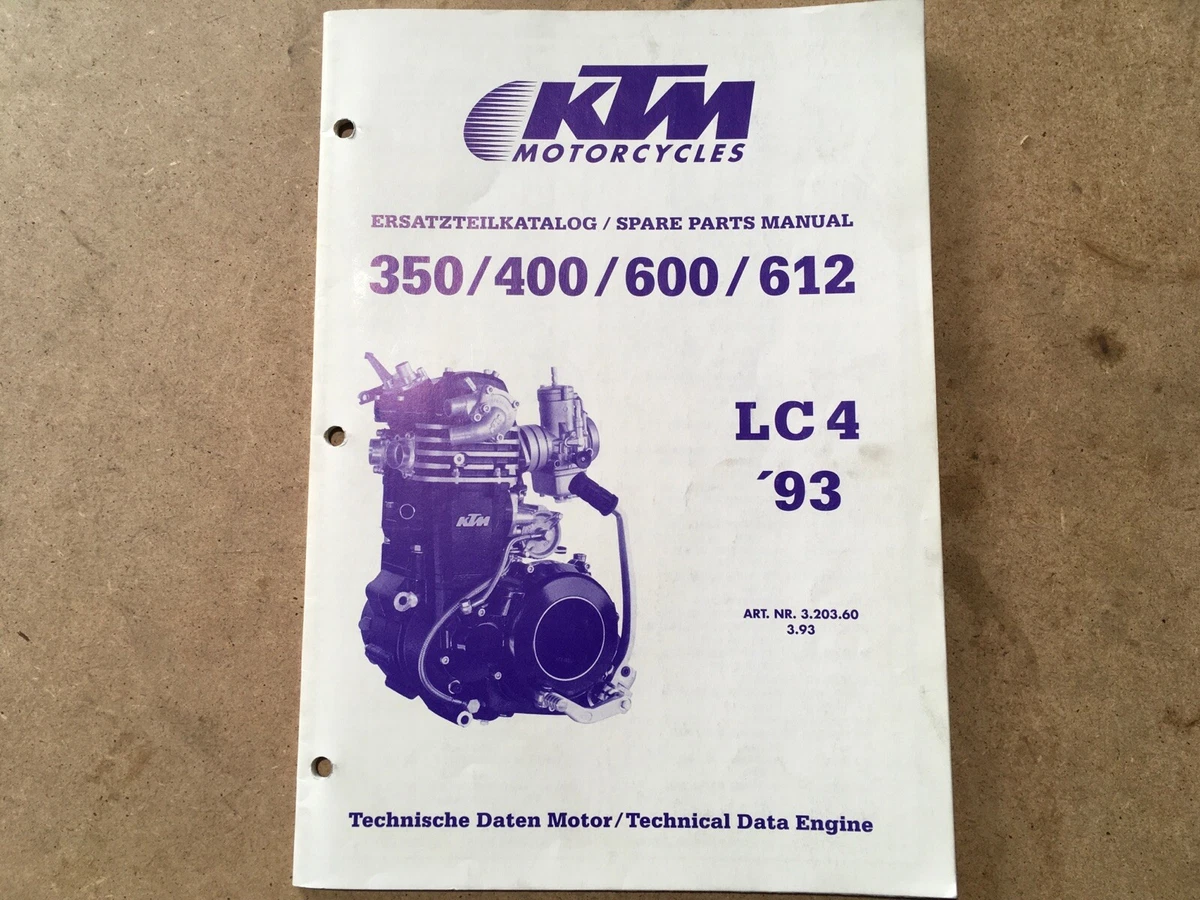 KTM
MOTORCYCLES
ERSATZTEILKATALOG / SPARE PARTS MANUAL
350/400/600/612
LC 4
´93
KTM
ART. NR. 3.203.60
3.93
Technische Daten Motor/Technical Data Engine